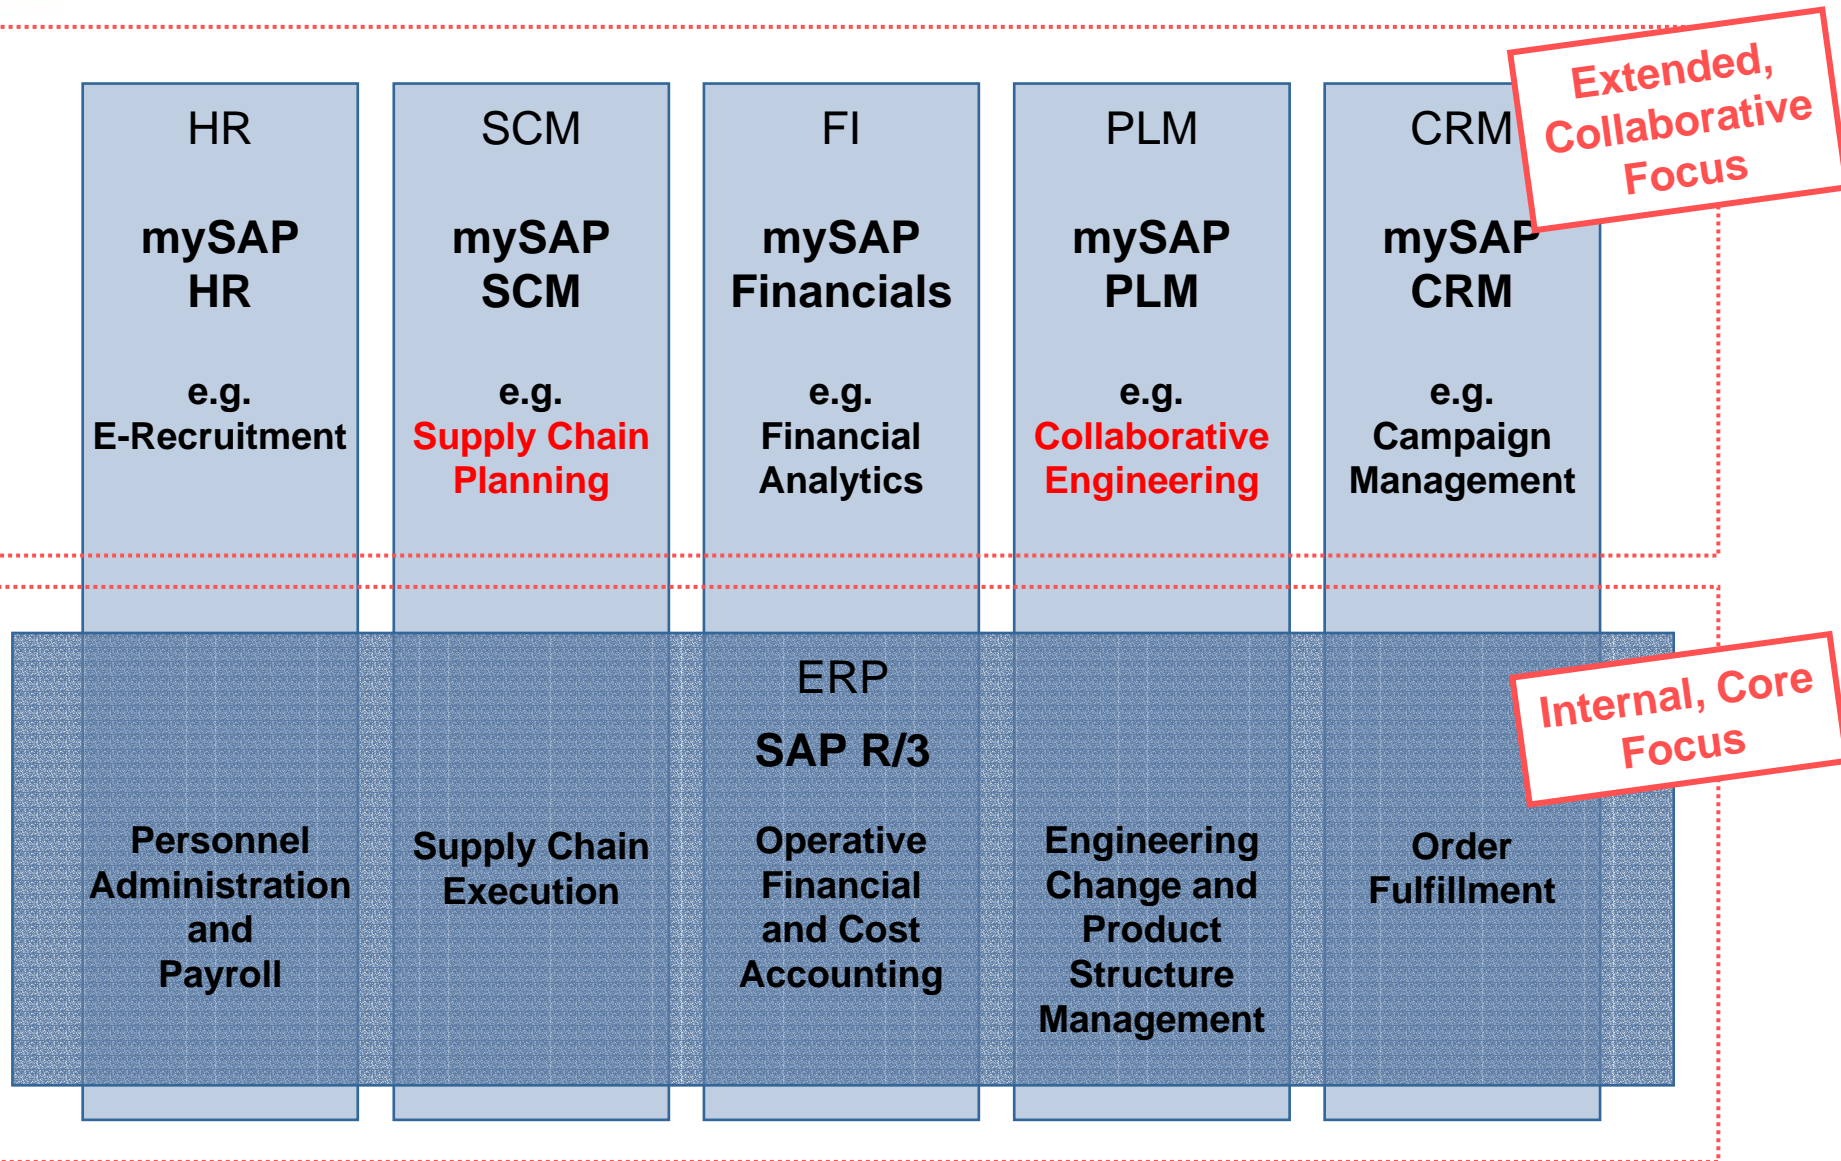 Extended,
Collaborative
Focus
HR
mySAP
HR
e.g.
E-Recruitment
SCM
mySAP
SCM
e.g.
Supply Chain
Planning
FI
mySAP
Financials
e.g.
Financial
Analytics
PLM
mySAP
PLM
e.g.
Collaborative
Engineering
CRM
mySAP
CRM
e.g.
Campaign
Management
Internal, Core
Focus
ERP
SAP R/3
Personnel
Administration
and
Payroll
Supply Chain
Execution
Operative
Financial
and Cost
Accounting
Engineering
Change and
Product
Structure
Management
Order
Fulfillment